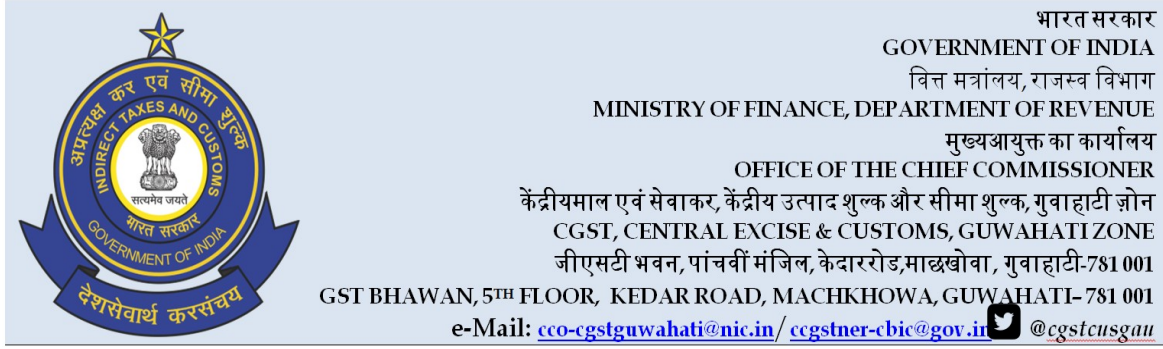 अप्रत्यक्ष कर एवं सीमा शुल्क
INDIRECT TAXES AND CUSTOMS
सत्यमेव जयते
भारत सरकार
GOVERNMENT OF INDIA
देशसेवार्थ करसंचय
भारत सरकार
GOVERNMENT OF INDIA
वित्त मत्रांलय, राजस्व विभाग
MINISTRY OF FINANCE, DEPARTMENT OF REVENUE
मुख्यआयुक्त का कार्यालय
OFFICE OF THE CHIEF COMMISSIONER
केंद्रीयमाल एवं सेवाकर, केंद्रीय उत्पाद शुल्क और सीमा शुल्क, गुवाहाटी ज़ोन
CGST, CENTRAL EXCISE & CUSTOMS, GUWAHATI ZONE
जीएसटी भवन, पांचवीं मंजिल, केदाररोड,माछखोवा, गुवाहाटी-781 001
GST BHAWAN, 5TH FLOOR, KEDAR ROAD, MACHKHOWA, GUWAHATI– 781 001
e-Mail: cco-cgstguwahati@nic.in/ ccgstner-cbic@gov.in @cgstcusgau